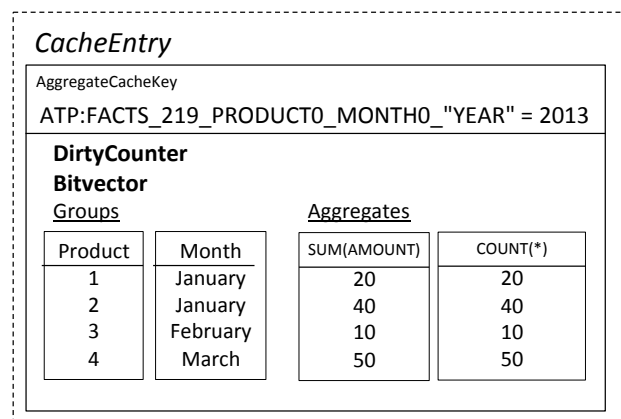 CacheEntry
AggregateCacheKey
ATP:FACTS_219_PRODUCT0_MONTH0_"YEAR" = 2013
DirtyCounter
Bitvector
Groups Aggregates
Product Month SUM(AMOUNT) COUNT(*)
1 January 20 20
2 January 40 40
3 February 10 10
4 March 50 50